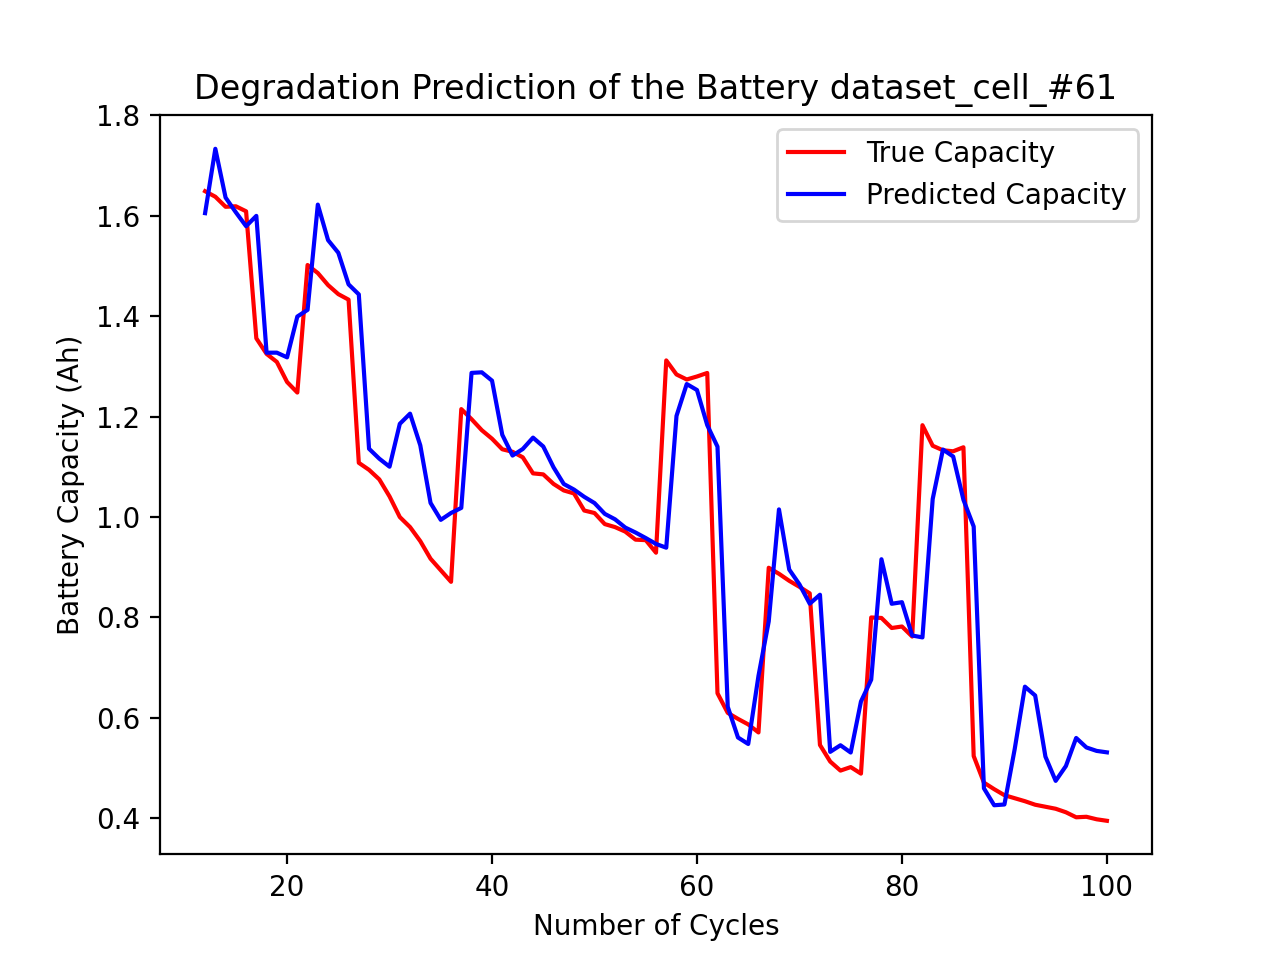 Degradation Prediction of the Battery dataset_cell_#61
True Capacity
Predicted Capacity
Battery Capacity (Ah)
1.8
1.6
1.4
1.2
1.0
0.8
0.6
0.4
20 40 60 80 100
Number of Cycles